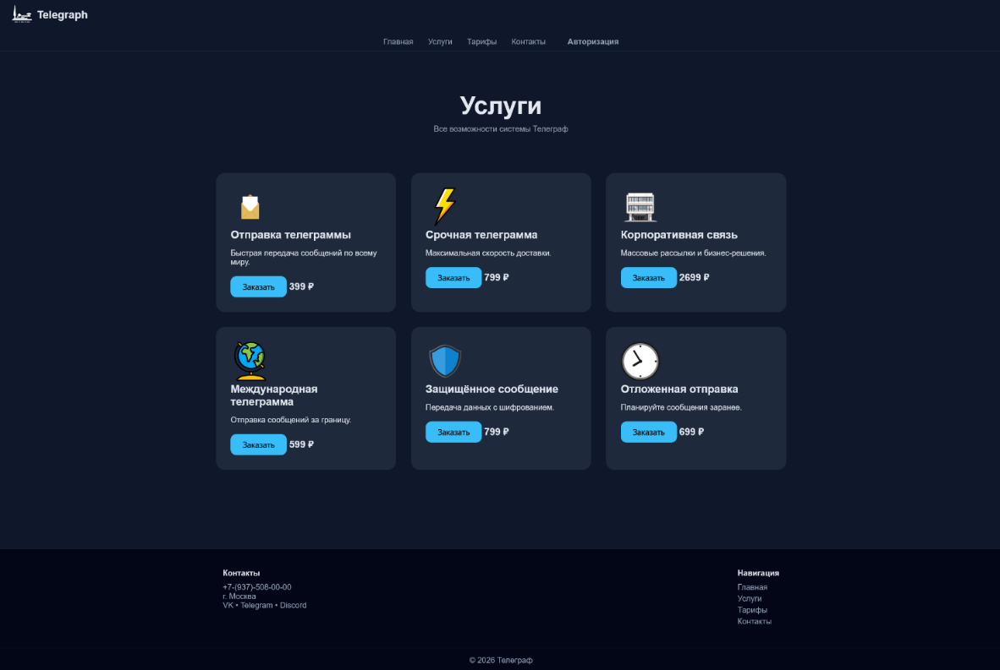 Telegraph
Главная Услуги Тарифы Контакты Авторизация
Услуги
Все возможности системы Телеграф
Отправка телеграммы
Быстрая передача сообщений по всему
миру.
Заказать 399 ₽
Срочная телеграмма
Максимальная скорость доставки.
Заказать 799 ₽
Корпоративная связь
Массовые рассылки и бизнес-решения.
Заказать 2699 ₽
Международная
телеграмма
Отправка сообщений за границу.
Заказать 599 ₽
Защищённое сообщение
Передача данных с шифрованием.
Заказать 799 ₽
Отложенная отправка
Планируйте сообщения заранее.
Заказать 699 ₽
Контакты
+7-(937)-508-00-00
г. Москва
VK • Telegram • Discord
Навигация
Главная
Услуги
Тарифы
Контакты
© 2026 Телеграф